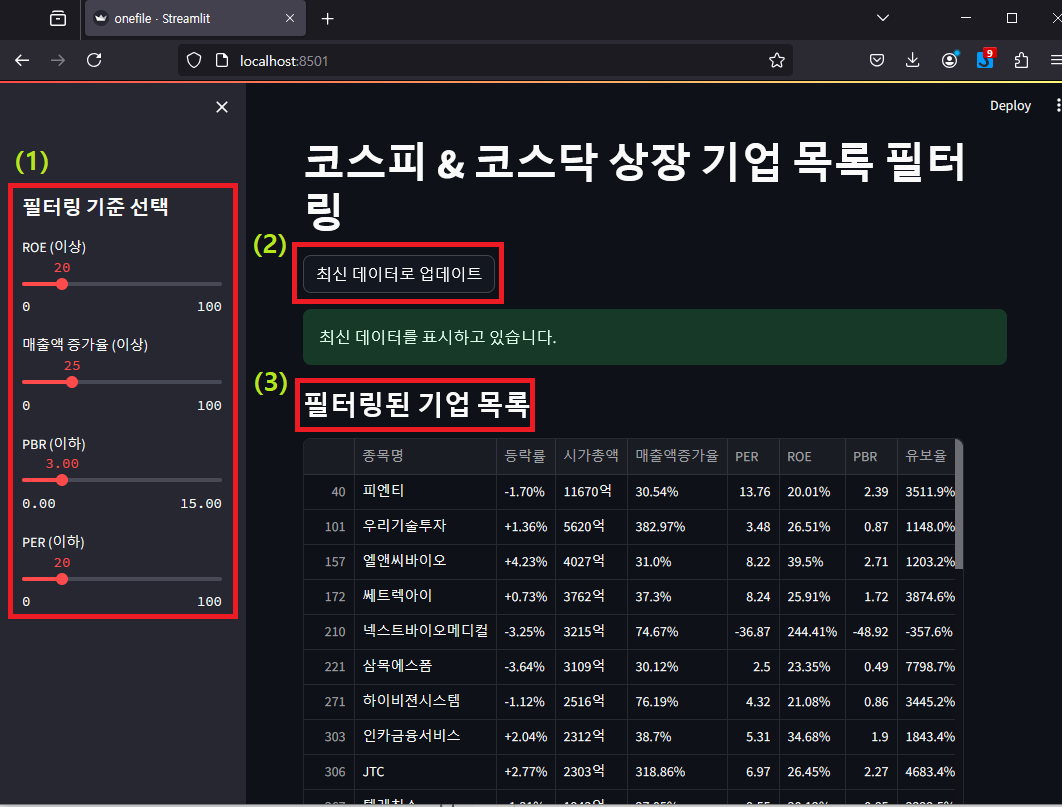 onefile · Streamlit
localhost:8501
9
Deploy
(1)
필터링 기준 선택
ROE (이상)
20
0 100
매출액 증가율 (이상)
25
0 100
PBR (이하)
3.00
0.00 15.00
PER (이하)
20
0 100
코스피 & 코스닥 상장 기업 목록 필터
링
(2)
최신 데이터로 업데이트
최신 데이터를 표시하고 있습니다.
(3)
필터링된 기업 목록
종목명 등락률 시가총액 매출액증가율 PER ROE PBR 유보율
40 피엔티 -1.70% 11670억 30.54% 13.76 20.01% 2.39 3511.9%
101 우리기술투자 +1.36% 5620억 382.97% 3.48 26.51% 0.87 1148.0%
157 엘앤씨바이오 +4.23% 4027억 31.0% 8.22 39.5% 2.71 1203.2%
172 쎄트렉아이 +0.73% 3762억 37.3% 8.24 25.91% 1.72 3874.6%
210 넥스트바이오메디컬 -3.25% 3215억 74.67% -36.87 244.41% -48.92 -357.6%
221 삼목에스폼 -3.64% 3109억 30.12% 2.5 23.35% 0.49 7798.7%
271 하이비젼시스템 -1.12% 2516억 76.19% 4.32 21.08% 0.86 3445.2%
303 인카금융서비스 +2.04% 2312억 38.7% 5.31 34.68% 1.9 1843.4%
306 JTC +2.77% 2303억 318.86% 6.97 26.45% 2.27 4683.4%